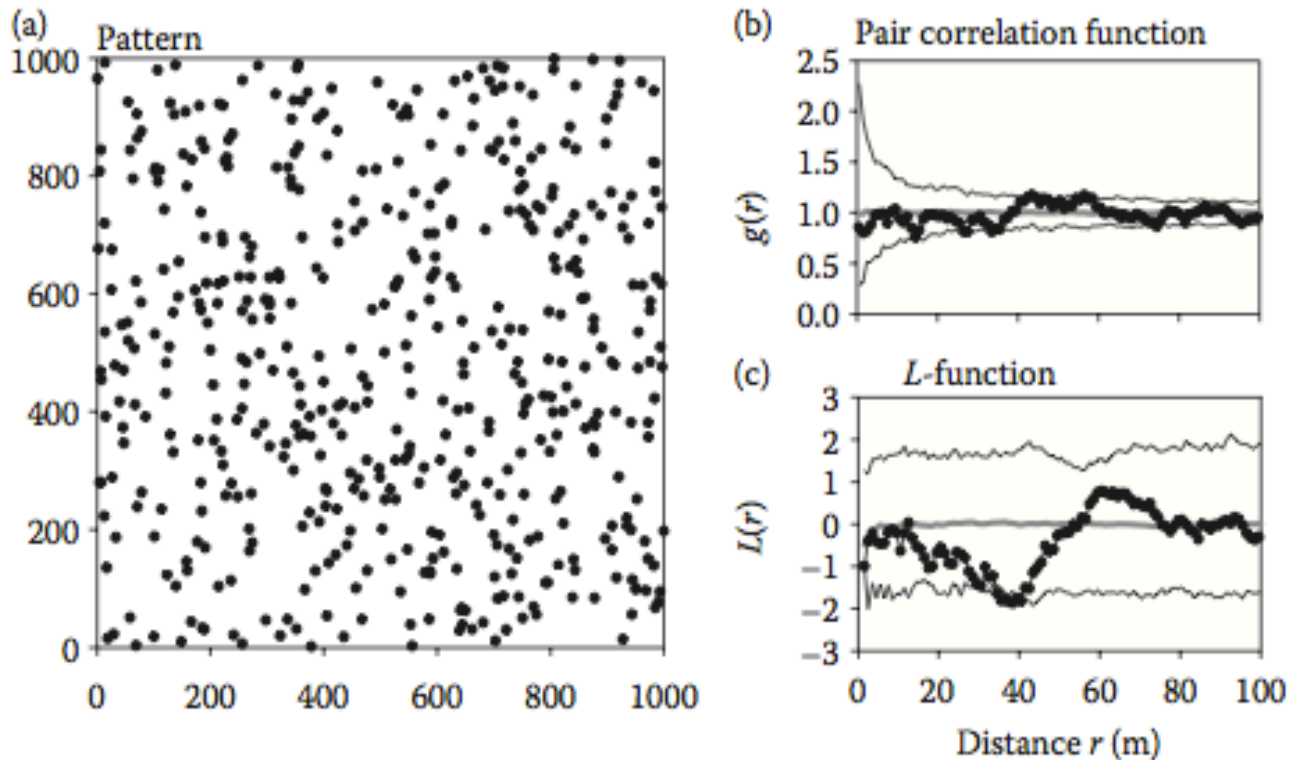 (a)
Pattern
1000
800
600
400
200
0
0 200 400 600 800 1000
(b)
Pair correlation function
2.5
2.0
1.5
1.0
0.5
0.0
g(r)
(c)
L-function
3
2
1
0
−1
−2
−3
L(r)
0 20 40 60 80 100
Distance r (m)